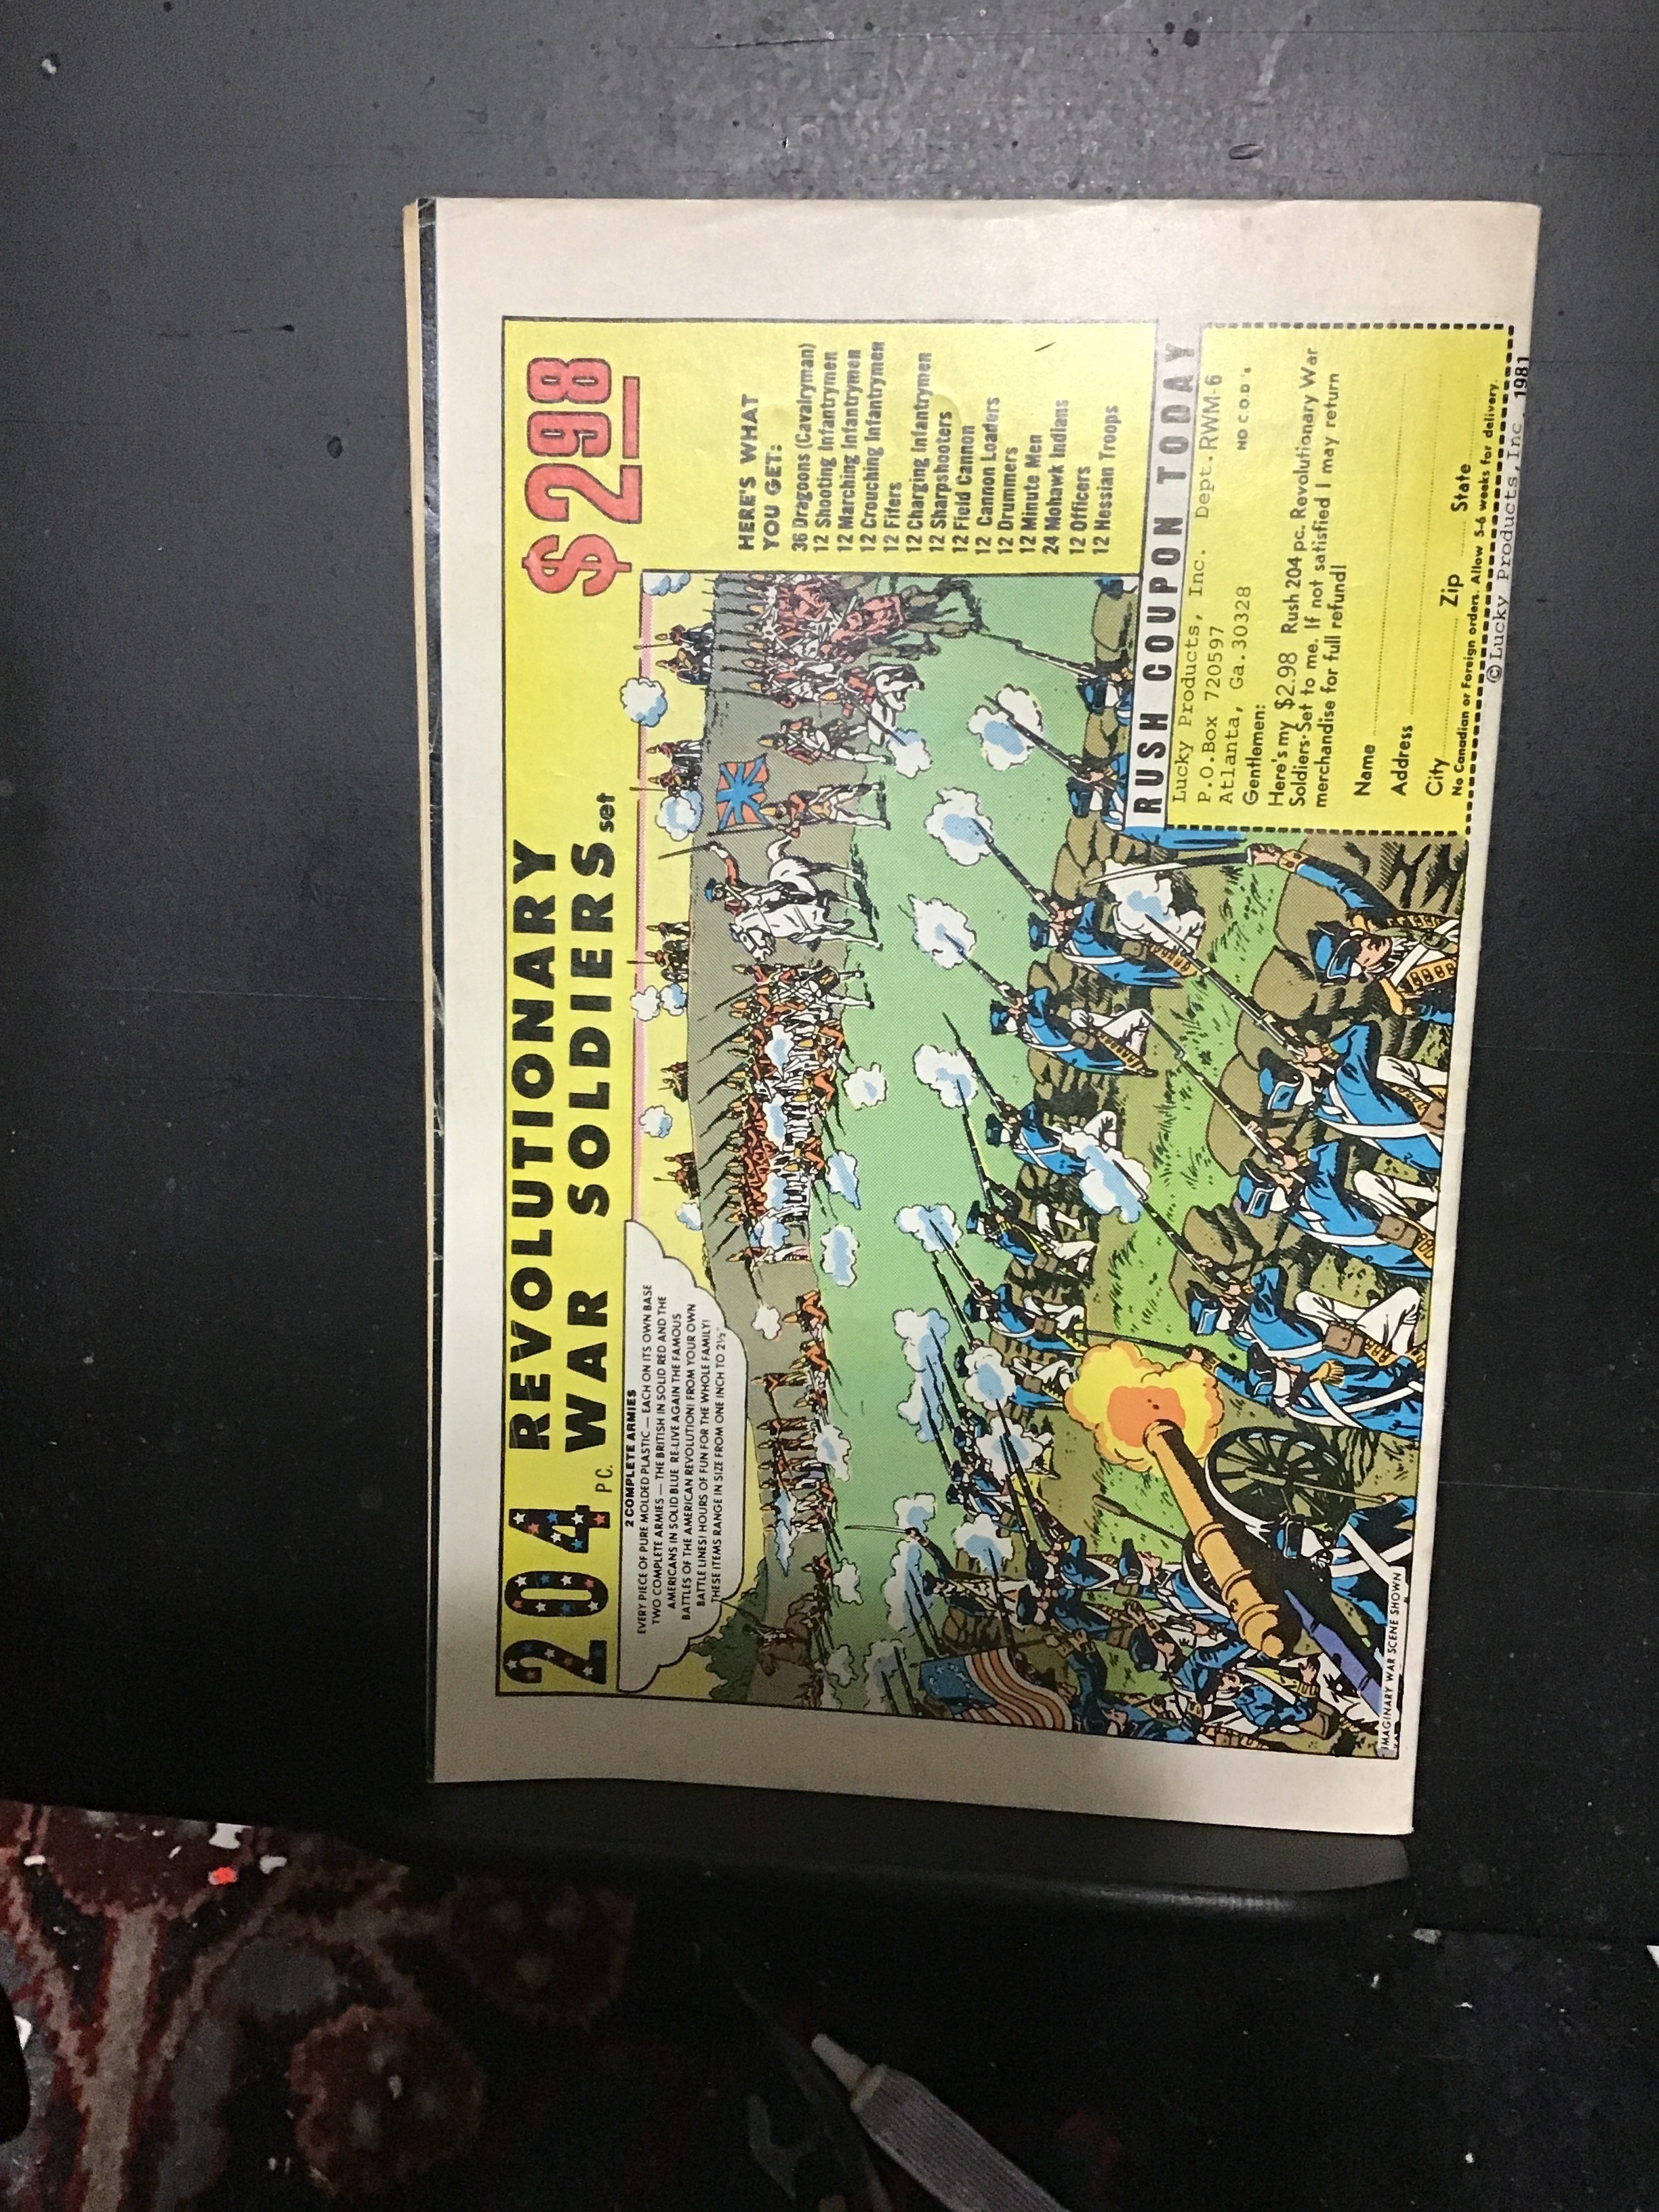 204 PC. REVOLUTIONARY
WAR SOLDIERS set
$2 98
2 COMPLETE ARMIES
EVERY PIECE OF PURE MOLDED PLASTIC — EACH ON ITS OWN BASE
TWO COMPLETE ARMIES — THE BRITISH IN SOLID RED AND THE
AMERICANS IN SOLID BLUE. RE-LIVE AGAIN THE FAMOUS
BATTLES OF THE AMERICAN REVOLUTION! FROM YOUR OWN
BATTLE LINES! HOURS OF FUN FOR THE WHOLE FAMILY!
THESE ITEMS RANGE IN SIZE FROM ONE INCH TO 2½"
HERE'S WHAT
YOU GET:
36 Dragoons (Cavalryman)
12 Shooting Infantrymen
12 Marching Infantrymen
12 Crouching Infantrymen
12 Fifers
12 Charging Infantrymen
12 Sharpshooters
12 Field Cannon
12 Cannon Loaders
12 Drummers
12 Minute Men
24 Mohawk Indians
12 Officers
12 Hessian Troops
RUSH COUPON TODAY
Lucky Products, Inc. Dept.RWM-6
P.O.Box 720597
Atlanta, Ga.30328
NO C.O.D's
Gentlemen:
Here's my $2.98 Rush 204 pc. Revolutionary War
Soldiers Set to me. If not satisfied I may return
merchandise for full refund!
Name
Address
City Zip State
No Canadian or Foreign orders. Allow 5-6 weeks for delivery.
©Lucky Products,Inc 1981
IMAGINARY WAR SCENE SHOWN